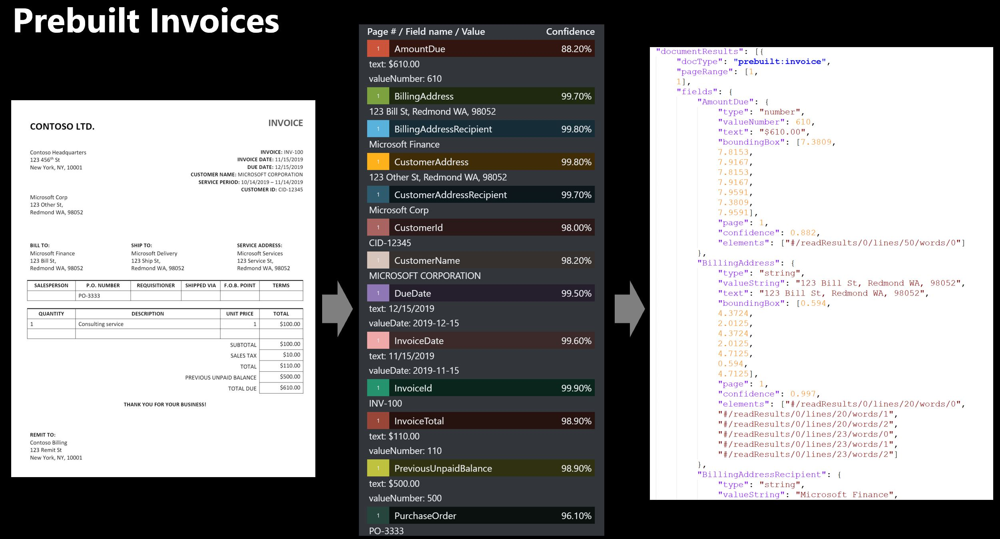 Prebuilt Invoices
CONTOSO LTD.
INVOICE
Contoso Headquarters
123 456th St
New York, NY, 10001
INVOICE: INV-100
INVOICE DATE: 11/15/2019
DUE DATE: 12/15/2019
CUSTOMER NAME: MICROSOFT CORPORATION
SERVICE PERIOD: 10/14/2019 – 11/14/2019
CUSTOMER ID: CID-12345
Microsoft Corp
123 Other St,
Redmond WA, 98052
BILL TO:
Microsoft Finance
123 Bill St,
Redmond WA, 98052
SHIP TO:
Microsoft Delivery
123 Ship St,
Redmond WA, 98052
SERVICE ADDRESS:
Microsoft Services
123 Service St,
Redmond WA, 98052
SALESPERSON P.O. NUMBER REQUISITIONER SHIPPED VIA F.O.B. POINT TERMS
PO-3333
QUANTITY DESCRIPTION UNIT PRICE TOTAL
1 Consulting service 1 $100.00
SUBTOTAL $100.00
SALES TAX $10.00
TOTAL $110.00
PREVIOUS UNPAID BALANCE $500.00
TOTAL DUE $610.00
THANK YOU FOR YOUR BUSINESS!
REMIT TO:
Contoso Billing
123 Remit St
New York, NY, 10001
Page # / Field name / Value Confidence
1 AmountDue 88.20%
text: $610.00
valueNumber: 610
1 BillingAddress 99.70%
123 Bill St, Redmond WA, 98052
1 BillingAddressRecipient 99.80%
Microsoft Finance
1 CustomerAddress 99.80%
123 Other St, Redmond WA, 98052
1 CustomerAddressRecipient 99.70%
Microsoft Corp
1 CustomerId 98.00%
CID-12345
1 CustomerName 98.20%
MICROSOFT CORPORATION
1 DueDate 99.50%
text: 12/15/2019
valueDate: 2019-12-15
1 InvoiceDate 99.60%
text: 11/15/2019
valueDate: 2019-11-15
1 InvoiceId 99.90%
INV-100
1 InvoiceTotal 98.90%
text: $110.00
valueNumber: 110
1 PreviousUnpaidBalance 98.90%
text: $500.00
valueNumber: 500
1 PurchaseOrder 96.10%
PO-3333
"documentResults": [{
"docType": "prebuilt:invoice",
"pageRange": [1,
1],
"fields": {
"AmountDue": {
"type": "number",
"valueNumber": 610,
"text": "$610.00",
"boundingBox": [7.3809,
7.8153,
7.9167,
7.8153,
7.9167,
7.9591,
7.3809,
7.9591],
"page": 1,
"confidence": 0.882,
"elements": ["#/readResults/0/lines/50/words/0"]
},
"BillingAddress": {
"type": "string",
"valueString": "123 Bill St, Redmond WA, 98052",
"text": "123 Bill St, Redmond WA, 98052",
"boundingBox": [0.594,
4.3724,
2.0125,
4.3724,
2.0125,
4.7125,
0.594,
4.7125],
"page": 1,
"confidence": 0.997,
"elements": ["#/readResults/0/lines/20/words/0",
"#/readResults/0/lines/20/words/1",
"#/readResults/0/lines/20/words/2",
"#/readResults/0/lines/23/words/0",
"#/readResults/0/lines/23/words/1",
"#/readResults/0/lines/23/words/2"]
},
"BillingAddressRecipient": {
"type": "string",
"valueString": "Microsoft Finance",